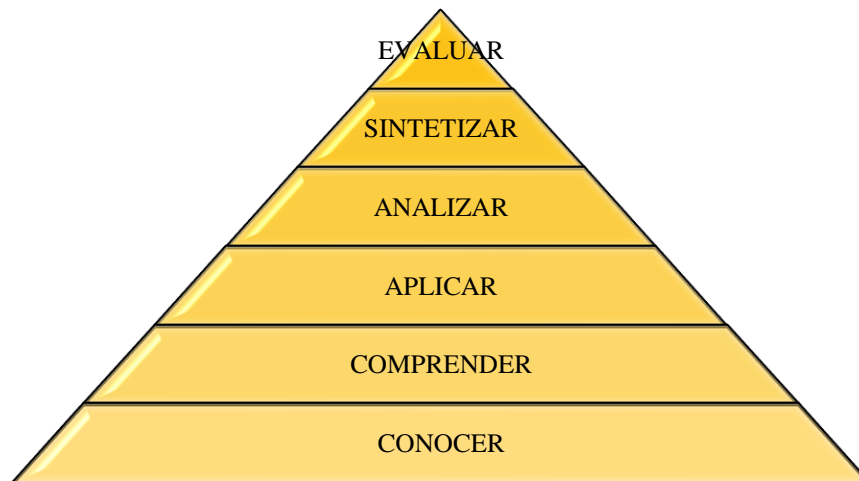 EVALUAR
SINTETIZAR
ANALIZAR
APLICAR
COMPRENDER
CONOCER